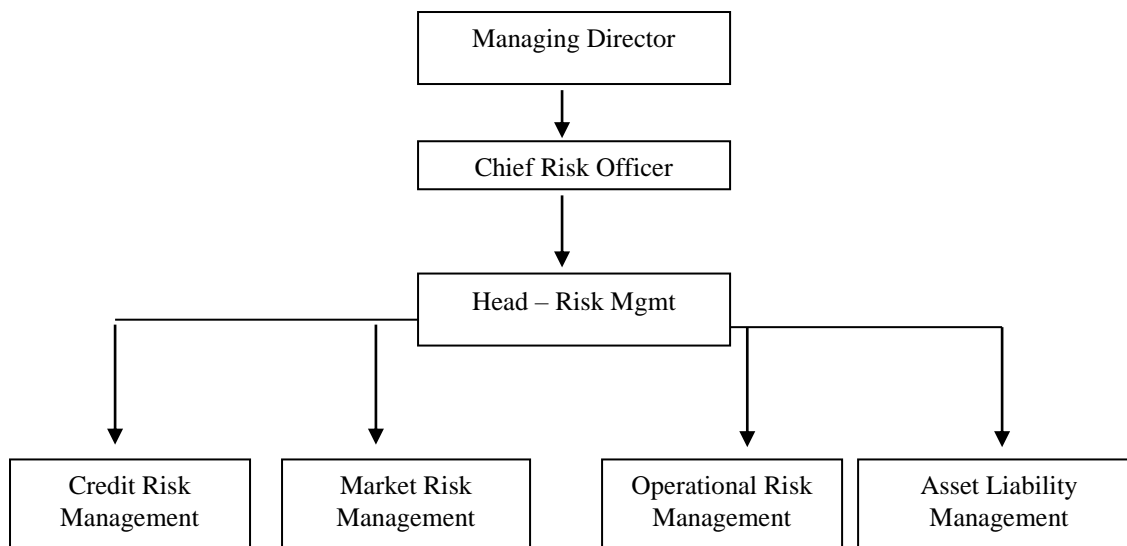 Managing Director
Chief Risk Officer
Head – Risk Mgmt
Credit Risk
Management
Market Risk
Management
Operational Risk
Management
Asset Liability
Management